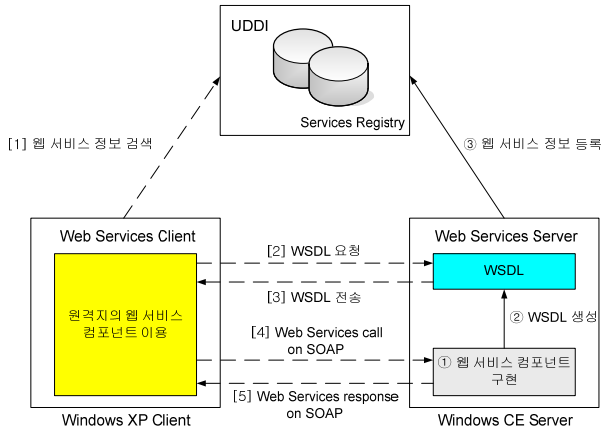 UDDI
Services Registry
[1] 웹 서비스 정보 검색
③ 웹 서비스 정보 등록
Web Services Client
원격지의 웹 서비스
컴포넌트 이용
Windows XP Client
[2] WSDL 요청
[3] WSDL 전송
[4] Web Services call
on SOAP
[5] Web Services response
on SOAP
Web Services Server
WSDL
② WSDL 생성
① 웹 서비스 컴포넌트
구현
Windows CE Server